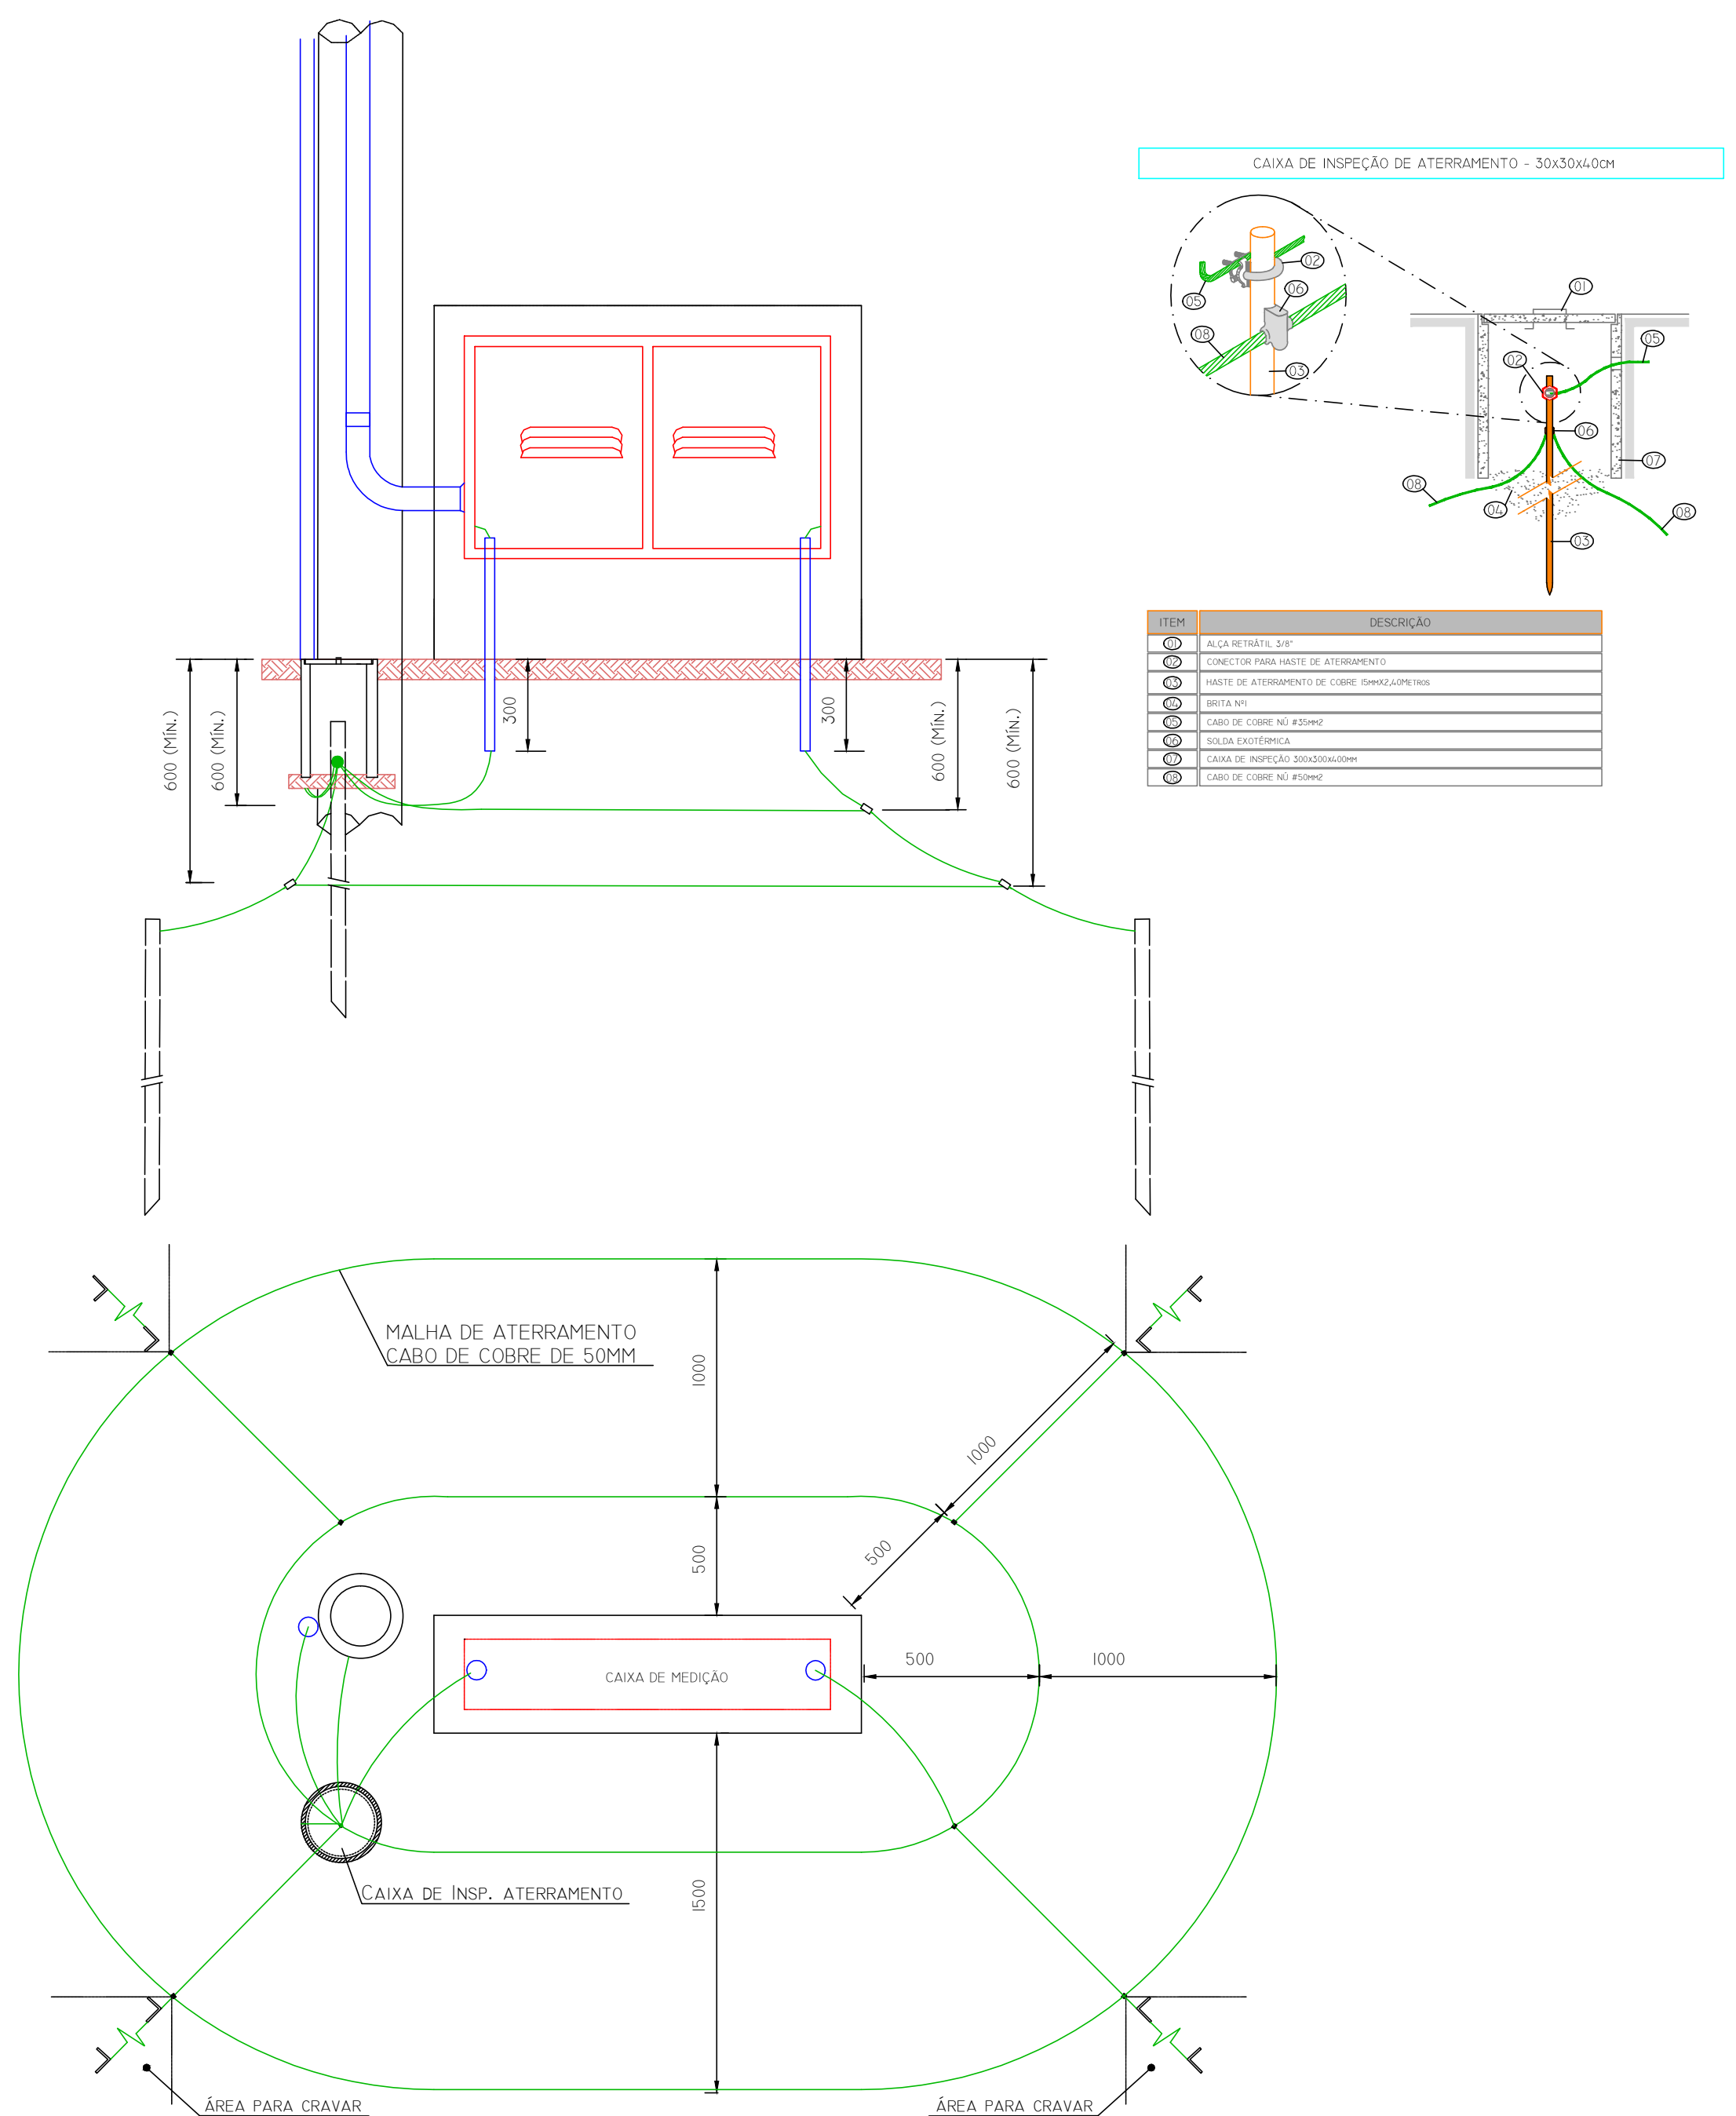 CAIXA DE INSPEÇÃO DE ATERRAMENTO - 30x30x40cm
02
05
06
08
03
01
05
02
06
07
08
04
08
03
ITEM DESCRIÇÃO
01 ALÇA RETRÁTIL 3/8"
02 CONECTOR PARA HASTE DE ATERRAMENTO
03 HASTE DE ATERRAMENTO DE COBRE 15mmX2,40Metros
04 BRITA Nº1
05 CABO DE COBRE NÚ #35mm2
06 SOLDA EXOTÉRMICA
07 CAIXA DE INSPEÇÃO 300x300x400mm
08 CABO DE COBRE NÚ #50mm2
600 (MÍN.)
600 (MÍN.)
300
300
600 (MÍN.)
600 (MÍN.)
MALHA DE ATERRAMENTO
CABO DE COBRE DE 50MM
1000
1000
500
500
CAIXA DE MEDIÇÃO
500
1000
1500
Caixa de Insp. aterramento
ÁREA PARA CRAVAR
ÁREA PARA CRAVAR